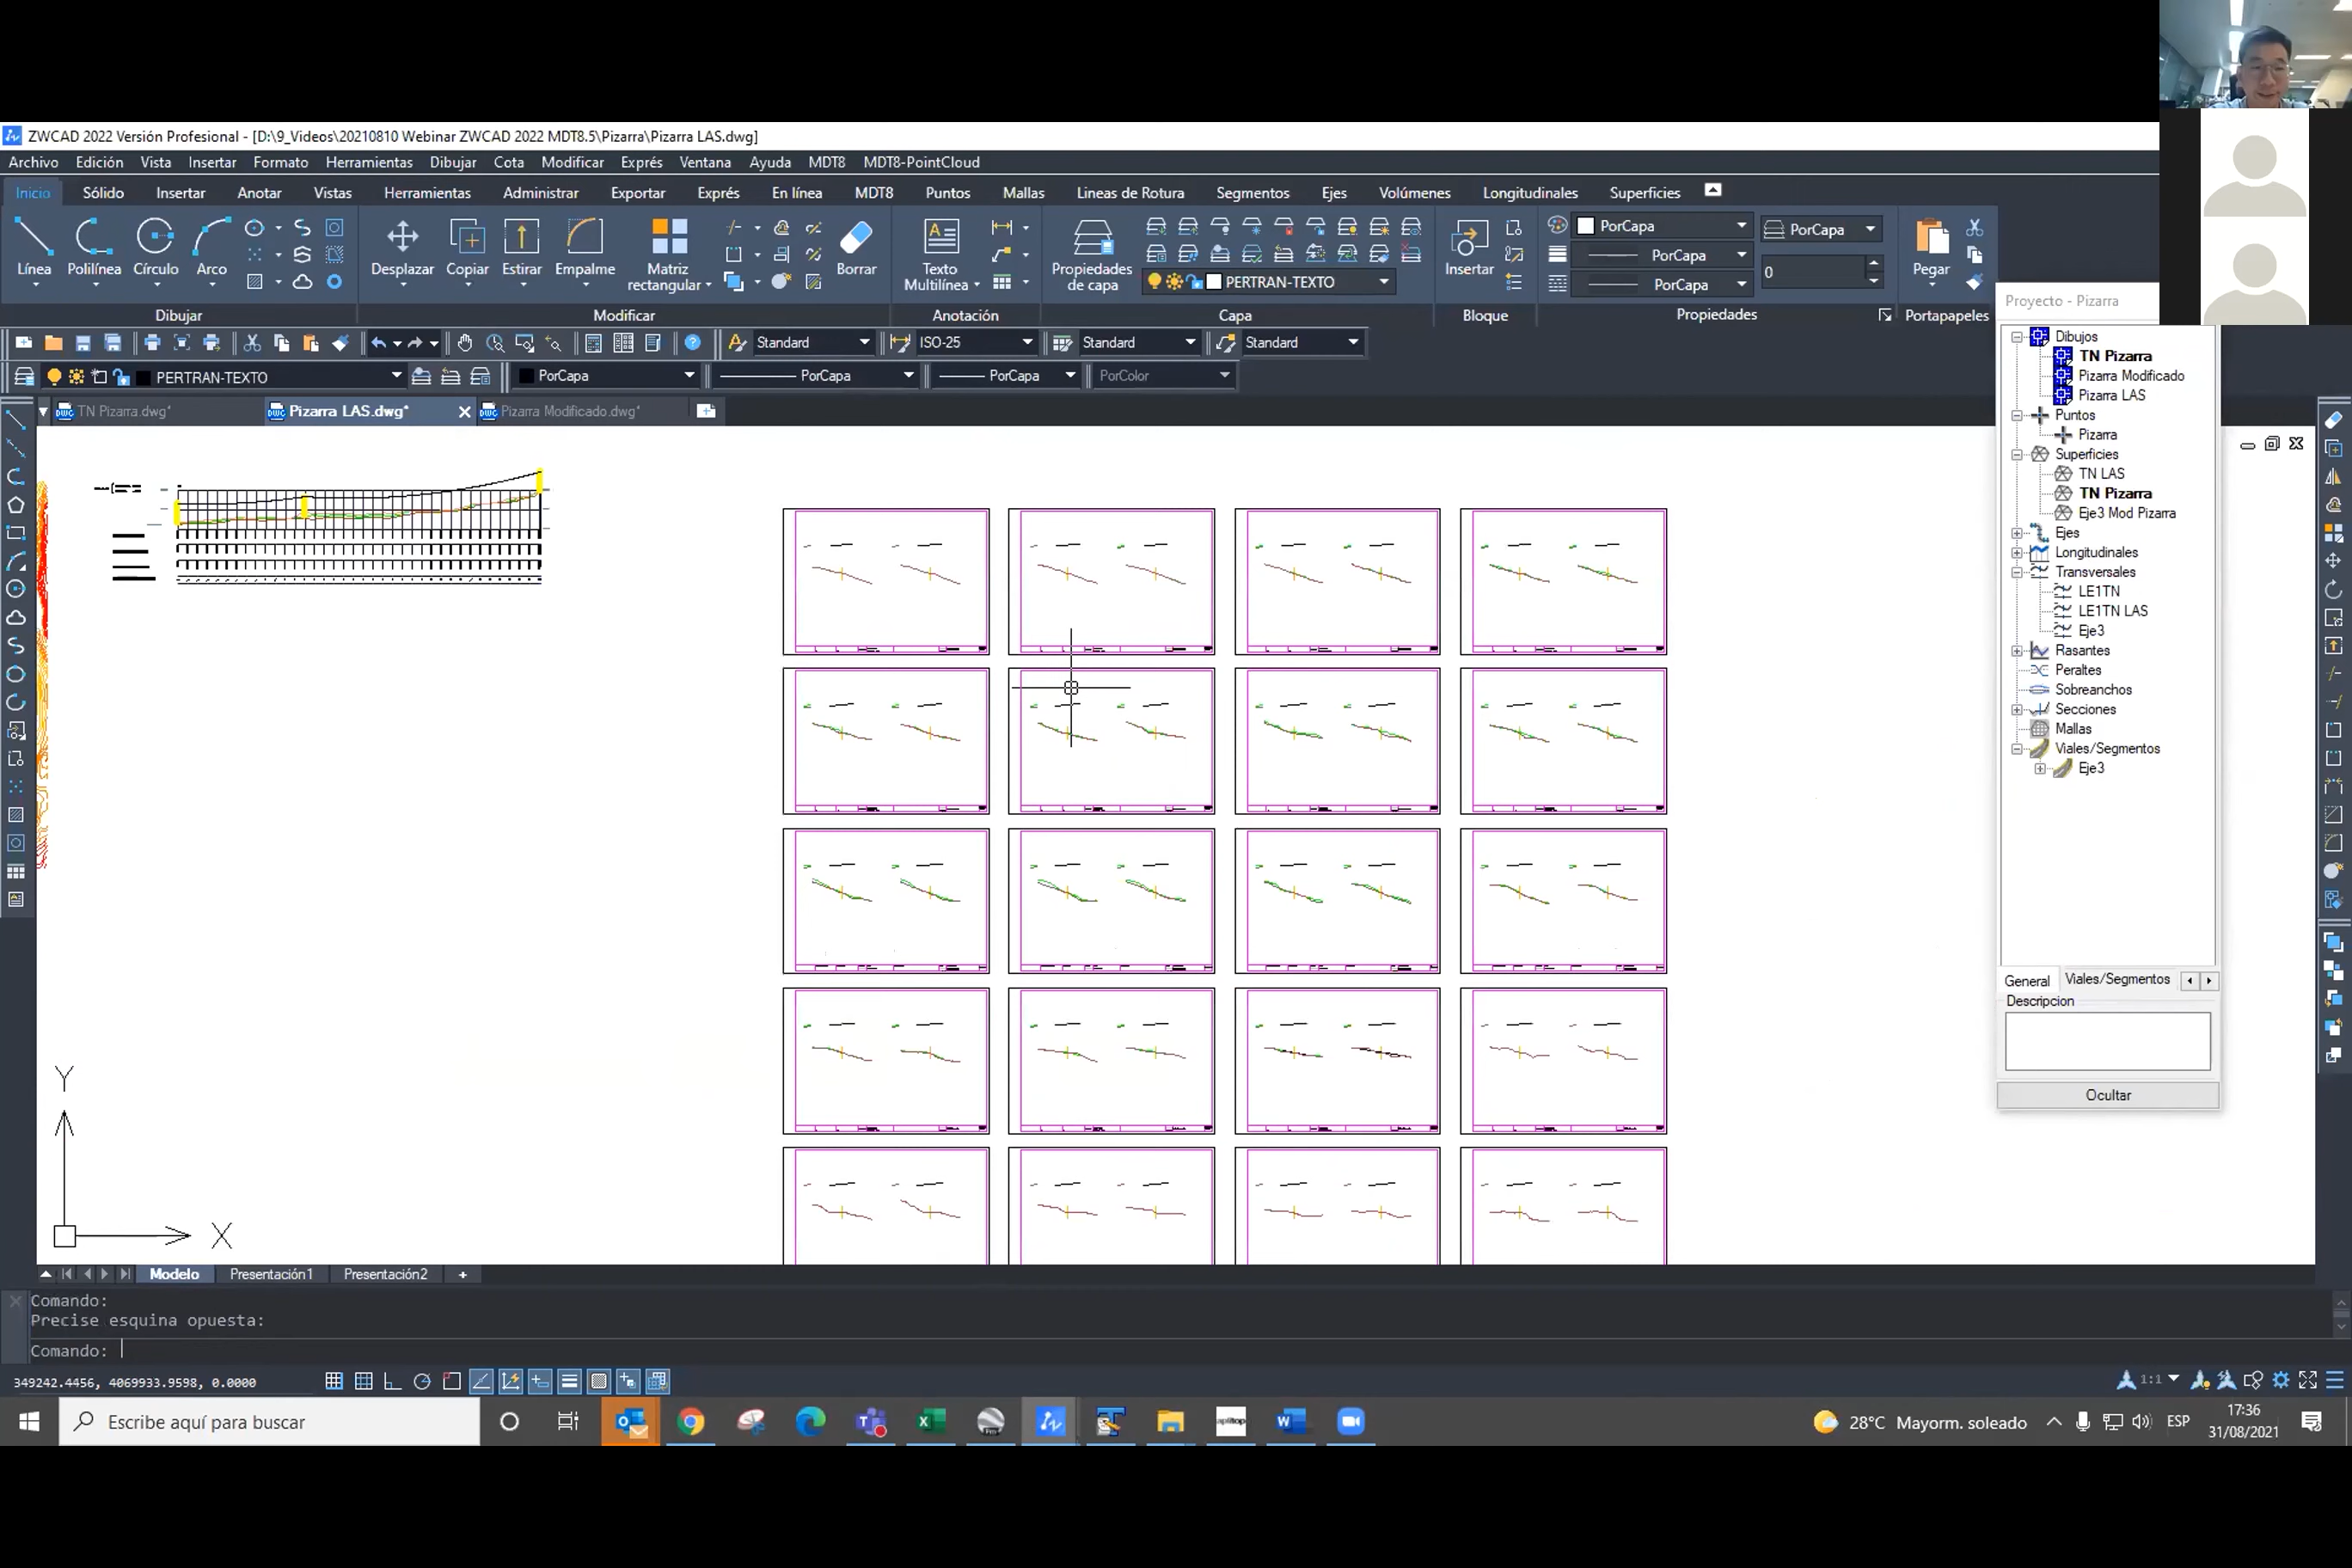 ZWCAD 2022 Versión Profesional - [D:\9_Videos\20210810 Webinar ZWCAD 2022 MDT8.5\Pizarra\Pizarra LAS.dwg]
Archivo Edición Vista Insertar Formato Herramientas Dibujar Cota Modificar Exprés Ventana Ayuda MDT8 MDT8-PointCloud
Inicio Sólido Insertar Anotar Vistas Herramientas Administrar Exportar Exprés En línea MDT8 Puntos Mallas Lineas de Rotura Segmentos Ejes Volúmenes Longitudinales Superficies
Línea Polilínea Círculo Arco Desplazar Copiar Estirar Empalme Matriz rectangular Borrar Texto Multilínea Propiedades de capa PERTRAN-TEXTO Insertar PorCapa PorCapa PorCapa PorCapa 0 Pegar
Dibujar Modificar Anotación Capa Bloque Propiedades Portapapeles
Standard ISO-25 Standard Standard
PERTRAN-TEXTO PorCapa PorCapa PorCapa PorColor
TN Pizarra.dwg* Pizarra LAS.dwg* Pizarra Modificado.dwg*
Proyecto - Pizarra
Dibujos
TN Pizarra
Pizarra Modificado
Pizarra LAS
Puntos
Pizarra
Superficies
TN LAS
TN Pizarra
Eje3 Mod Pizarra
Ejes
Longitudinales
Transversales
LE1TN
LE1TN LAS
Eje3
Rasantes
Peraltes
Sobreanchos
Secciones
Mallas
Viales/Segmentos
Eje3
General Viales/Segmentos
Descripcion
Ocultar
Y
X
Modelo Presentación1 Presentación2 +
Comando:
Precise esquina opuesta:
Comando:
349242.4456, 4069933.9598, 0.0000 1:1
Escribe aquí para buscar aplitop 28°C Mayorm. soleado ESP 17:36
31/08/2021